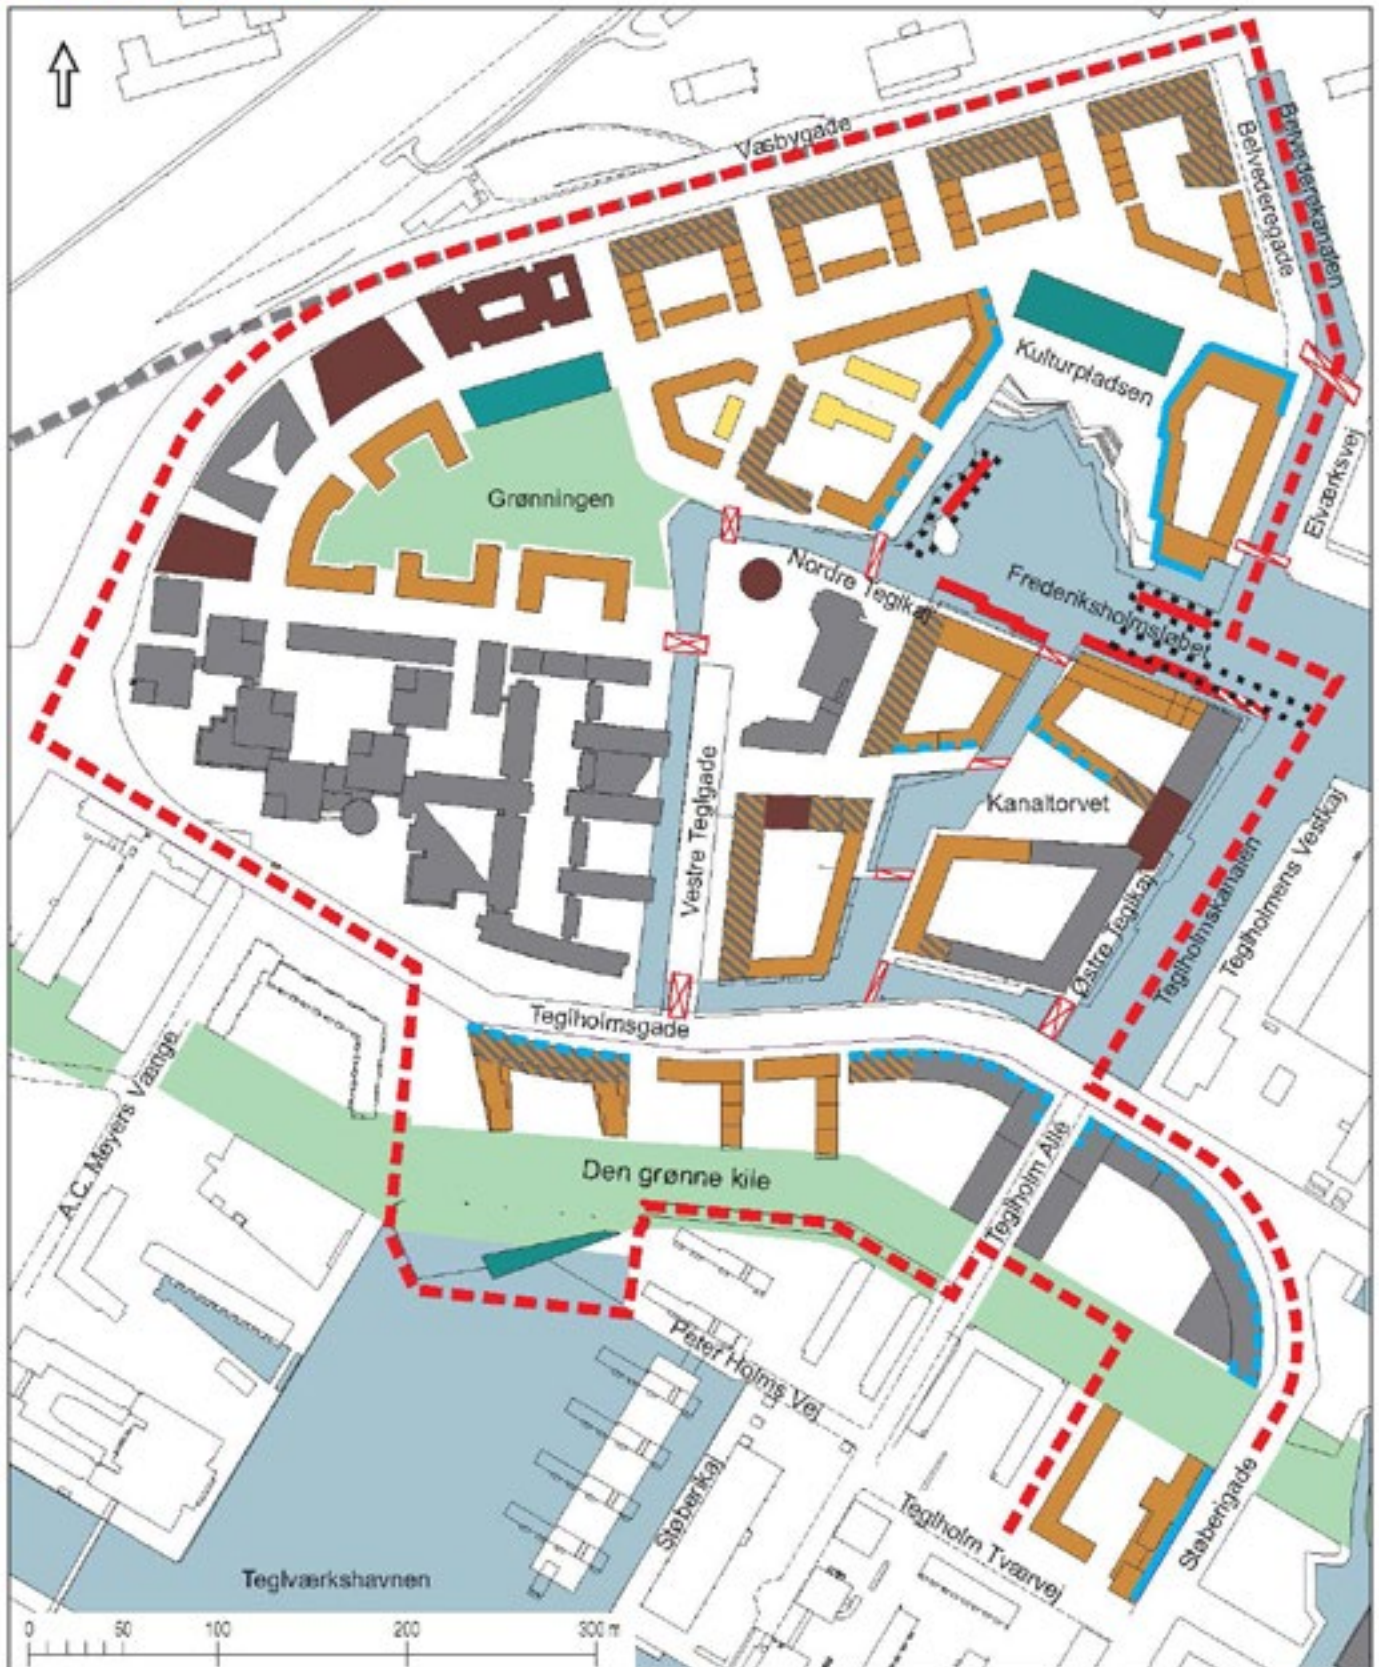 Vasbygade
Belvederekanalen
Belvederegade
Kulturpladsen
Elværksvej
Grønningen
Nordre Teglkaj
Frederiksholmsløbet
Kanaltorvet
Vestre Teglgade
Østre Teglkaj
Teglholmskanalen
Teglholmens Vestkaj
Teglholmsgade
A.C. Meyers Vænge
Teglholm Allé
Den grønne kile
Peter Holms Vej
Støberikaj
Teglholm Tværvej
Støberigade
Teglværkshavnen
0 50 100 200 300 m